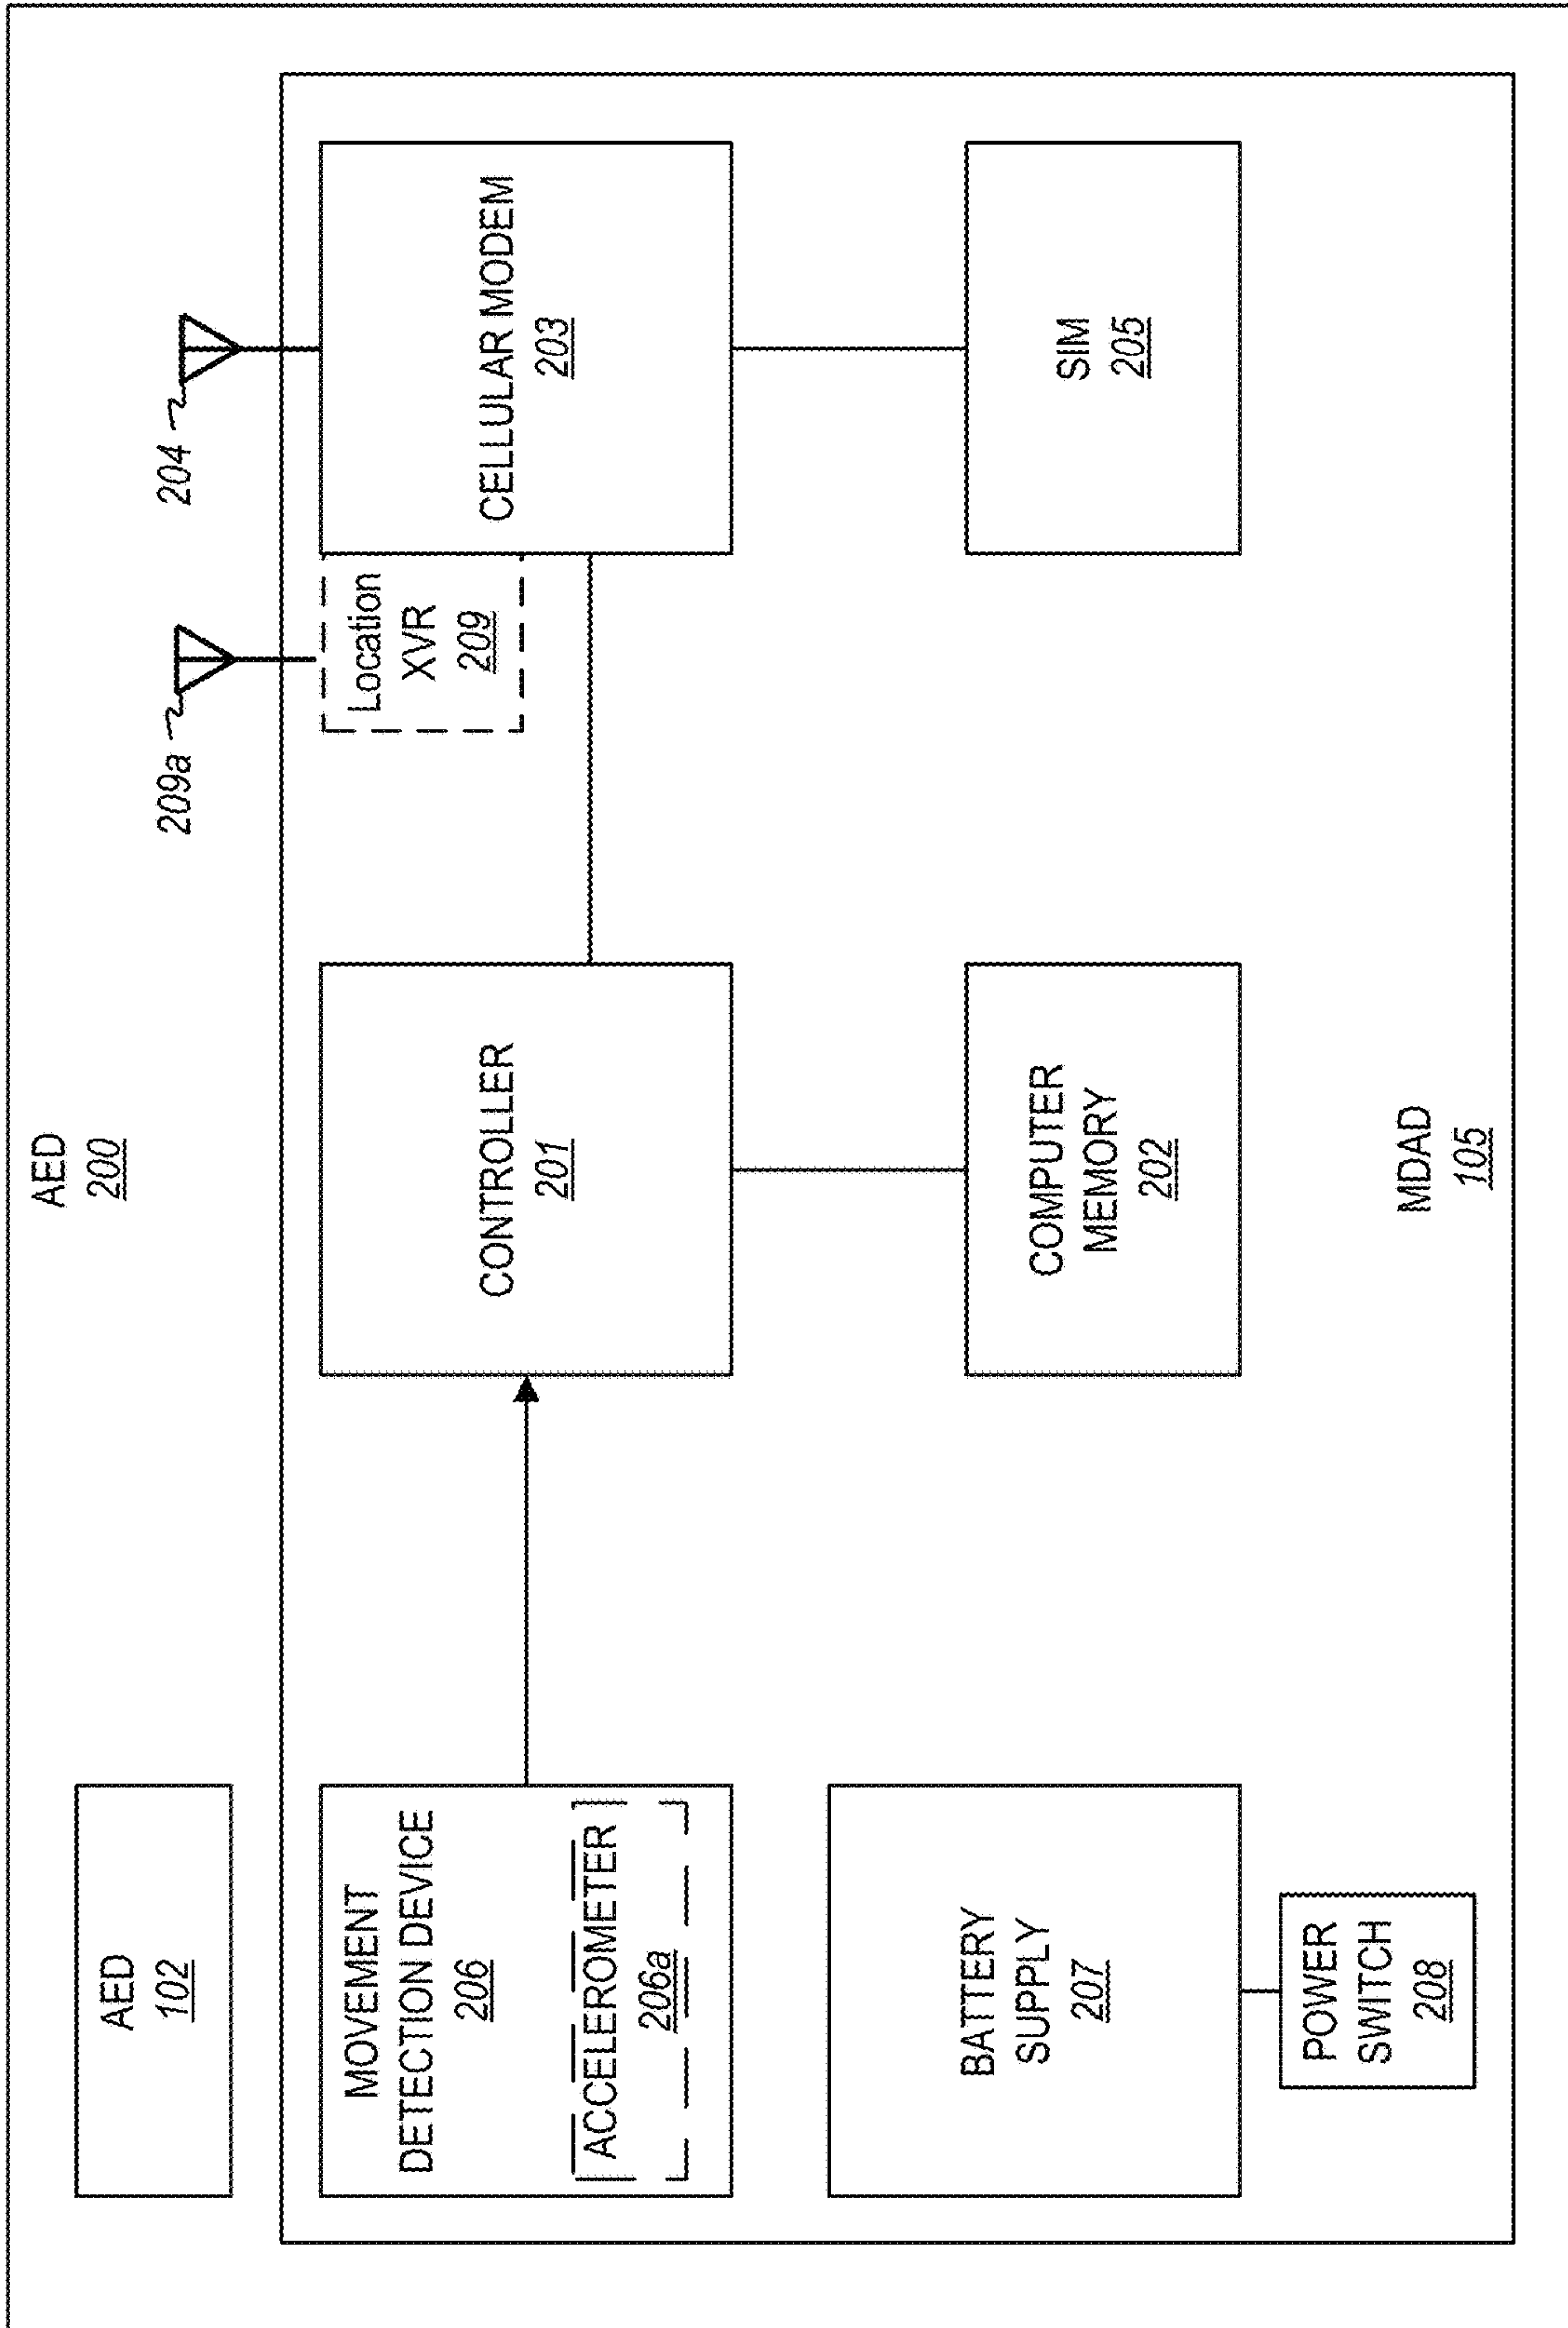 AED
200
AED
102
209a
204
MOVEMENT
DETECTION DEVICE
206
ACCELEROMETER
206a
CONTROLLER
201
Location
XVR
209
CELLULAR MODEM
203
BATTERY
SUPPLY
207
COMPUTER
MEMORY
202
SIM
205
POWER
SWITCH
208
MDAD
105